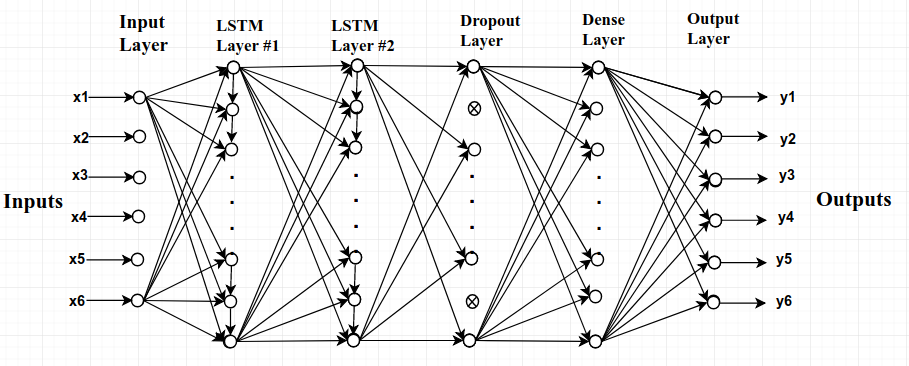 Input
Layer
LSTM
Layer #1
LSTM
Layer #2
Dropout
Layer
Dense
Layer
Output
Layer
Inputs
x1
x2
x3
x4
x5
x6
y1
y2
y3
y4
y5
y6
Outputs